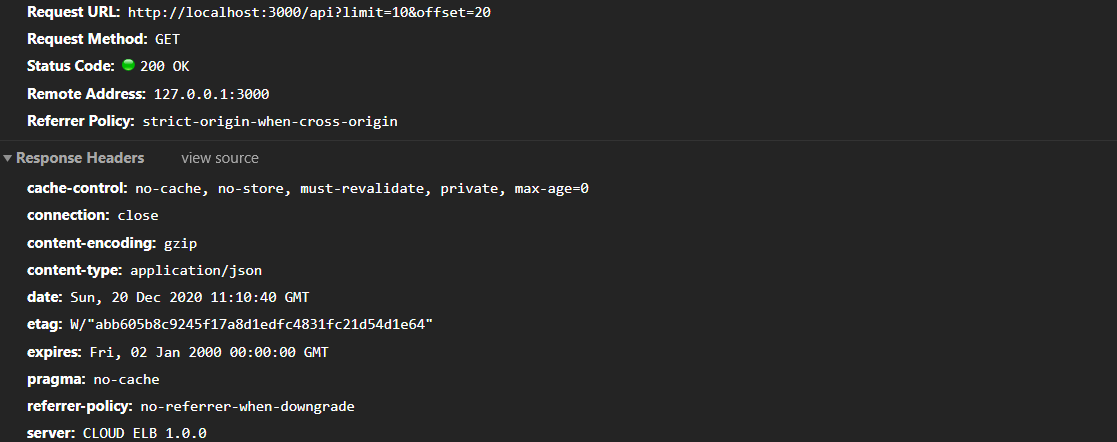 Request URL: http://localhost:3000/api?limit=10&offset=20
Request Method: GET
Status Code: 200 OK
Remote Address: 127.0.0.1:3000
Referrer Policy: strict-origin-when-cross-origin
Response Headers view source
cache-control: no-cache, no-store, must-revalidate, private, max-age=0
connection: close
content-encoding: gzip
content-type: application/json
date: Sun, 20 Dec 2020 11:10:40 GMT
etag: W/"abb605b8c9245f17a8d1edfc4831fc21d54d1e64"
expires: Fri, 02 Jan 2000 00:00:00 GMT
pragma: no-cache
referrer-policy: no-referrer-when-downgrade
server: CLOUD ELB 1.0.0